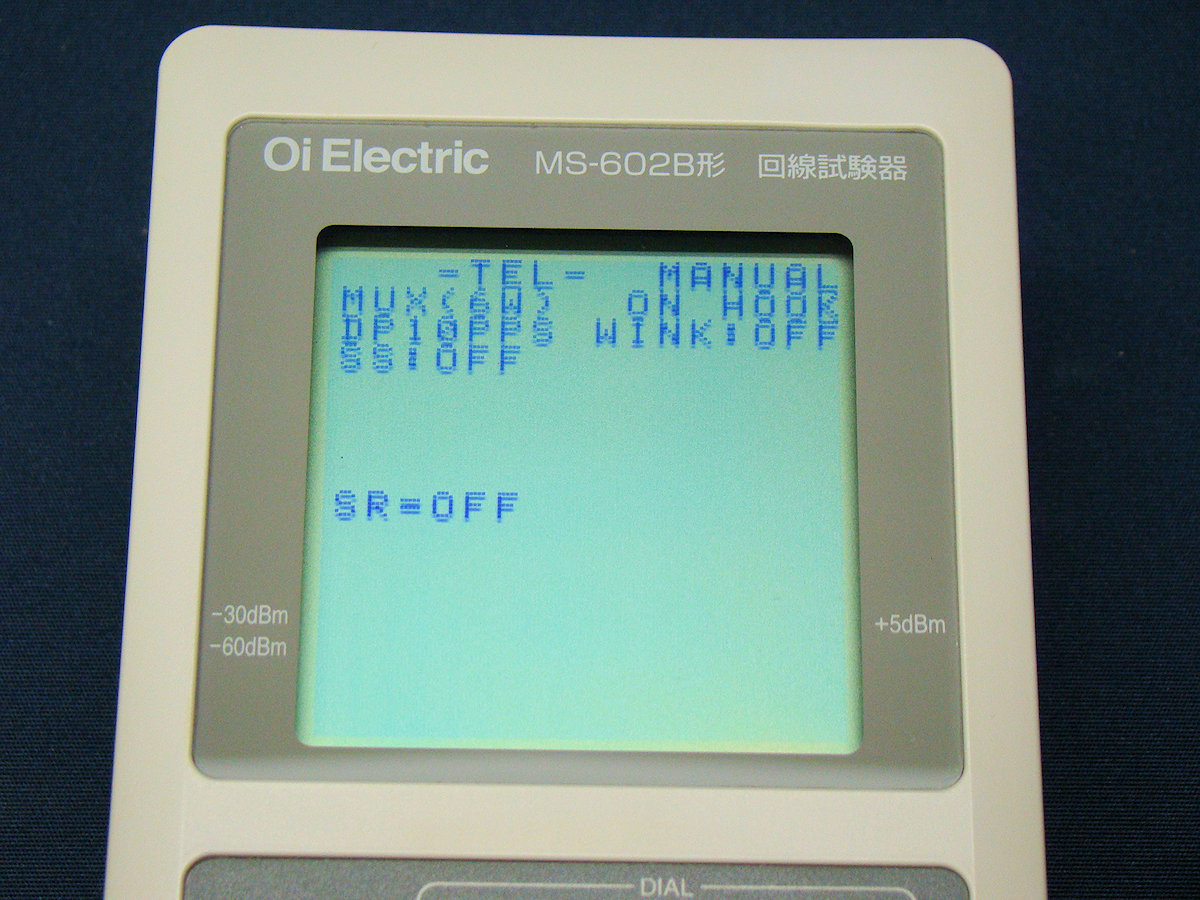 Oi Electric MS-602B形 回線試験器
-TEL- MANUAL
MUX(6W) ON HOOK
DP10PPS WINK:OFF
SS:OFF
SR=OFF
-30dBm
-60dBm
+5dBm
DIAL